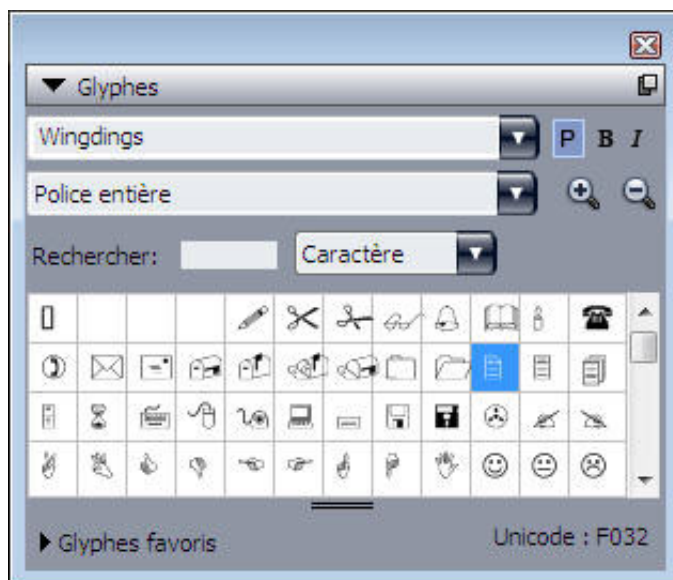 Glyphes
Wingdings
P B I
Police entière
Rechercher:
Caractère
Glyphes favoris
Unicode : F032